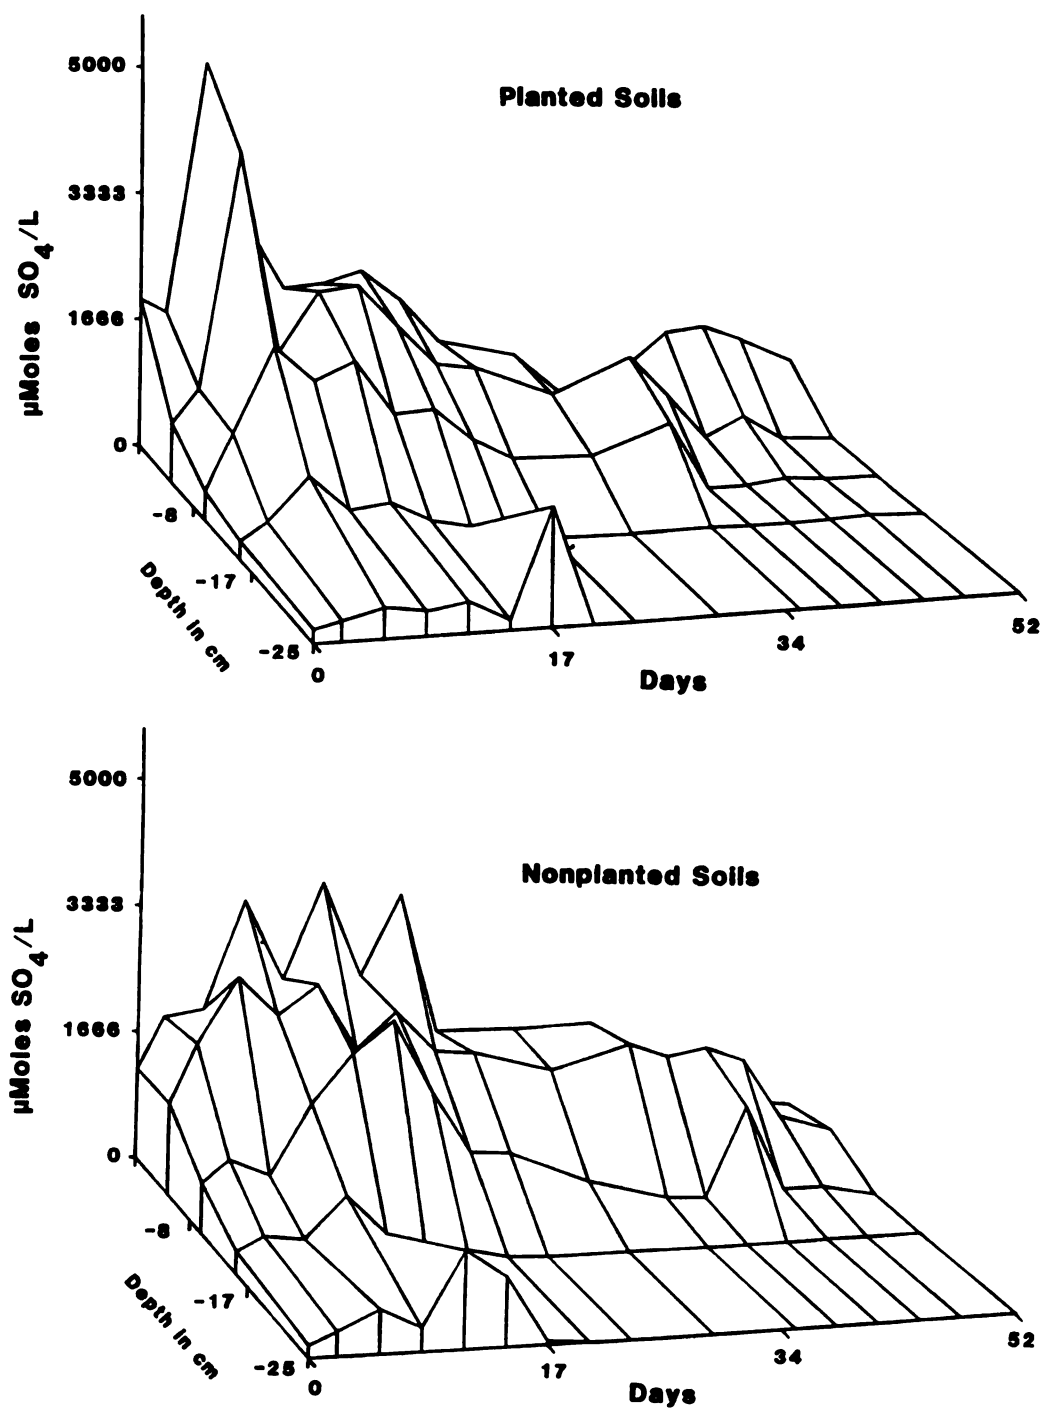 5000
Planted Soils
3333
µMoles SO4/L
1666
0
-8
-17
Depth in cm
-25
0
17
34
52
Days
5000
Nonplanted Soils
3333
µMoles SO4/L
1666
0
-8
-17
Depth in cm
-25
0
17
34
52
Days